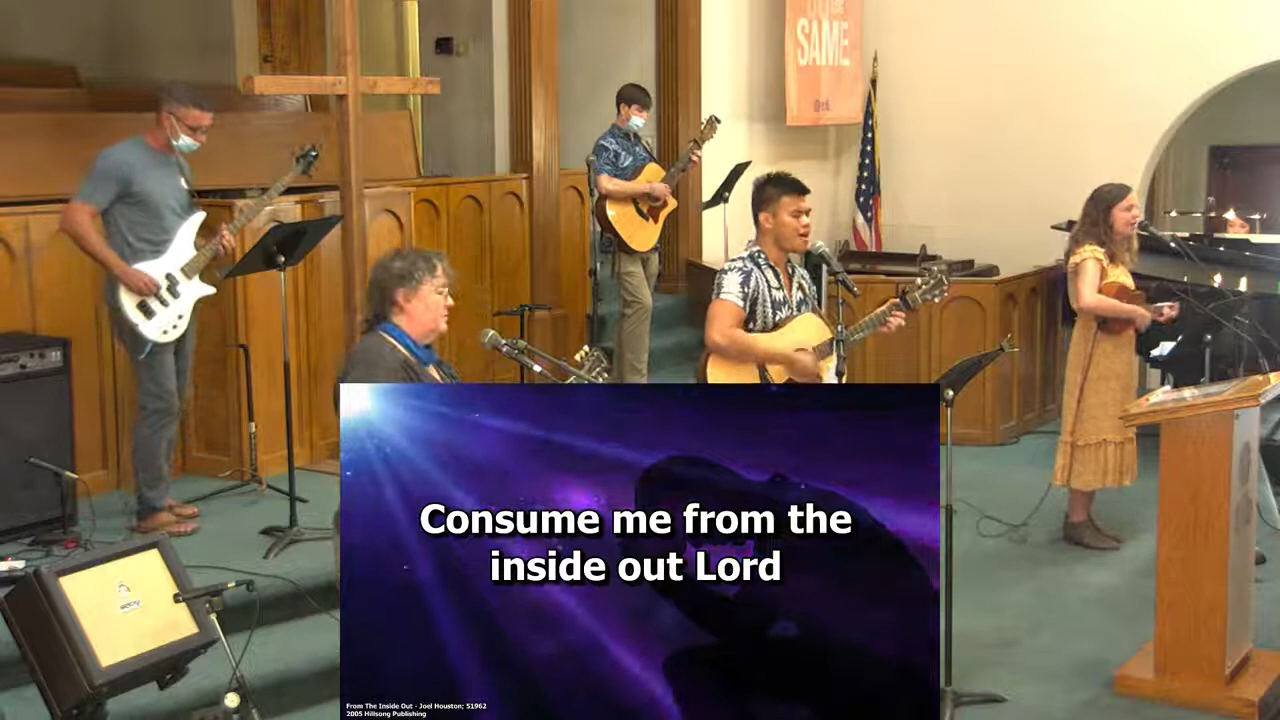 SAME
Consume me from the
inside out Lord
From The Inside Out - Joel Houston; 51962
2005 Hillsong Publishing